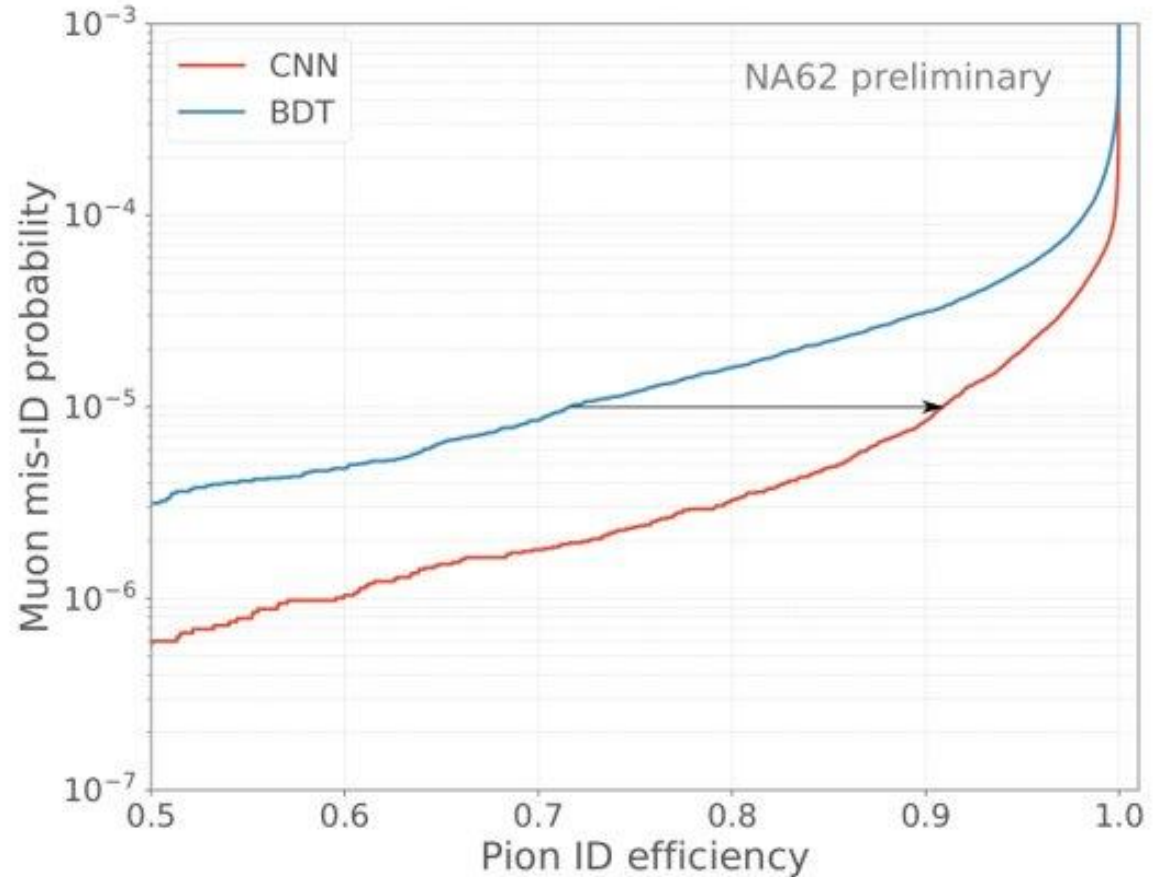 CNN
BDT
NA62 preliminary
Muon mis-ID probability
10⁻³
10⁻⁴
10⁻⁵
10⁻⁶
10⁻⁷
0.5 0.6 0.7 0.8 0.9 1.0
Pion ID efficiency